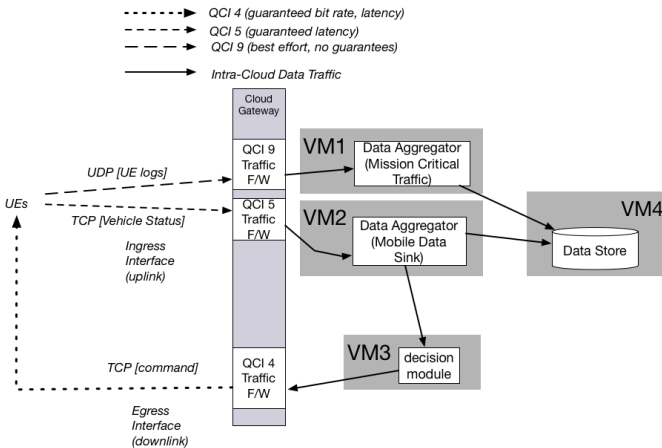 QCI 4 (guaranteed bit rate, latency)
QCI 5 (guaranteed latency)
QCI 9 (best effort, no guarantees)
Intra-Cloud Data Traffic
Cloud
Gateway
QCI 9
Traffic
F/W
VM1
Data Aggregator
(Mission Critical
Traffic)
UDP [UE logs]
UEs
TCP [Vehicle Status]
QCI 5
Traffic
F/W
VM2
Data Aggregator
(Mobile Data
Sink)
VM4
Data Store
Ingress
Interface
(uplink)
VM3
decision
module
TCP [command]
QCI 4
Traffic
F/W
Egress
Interface
(downlink)